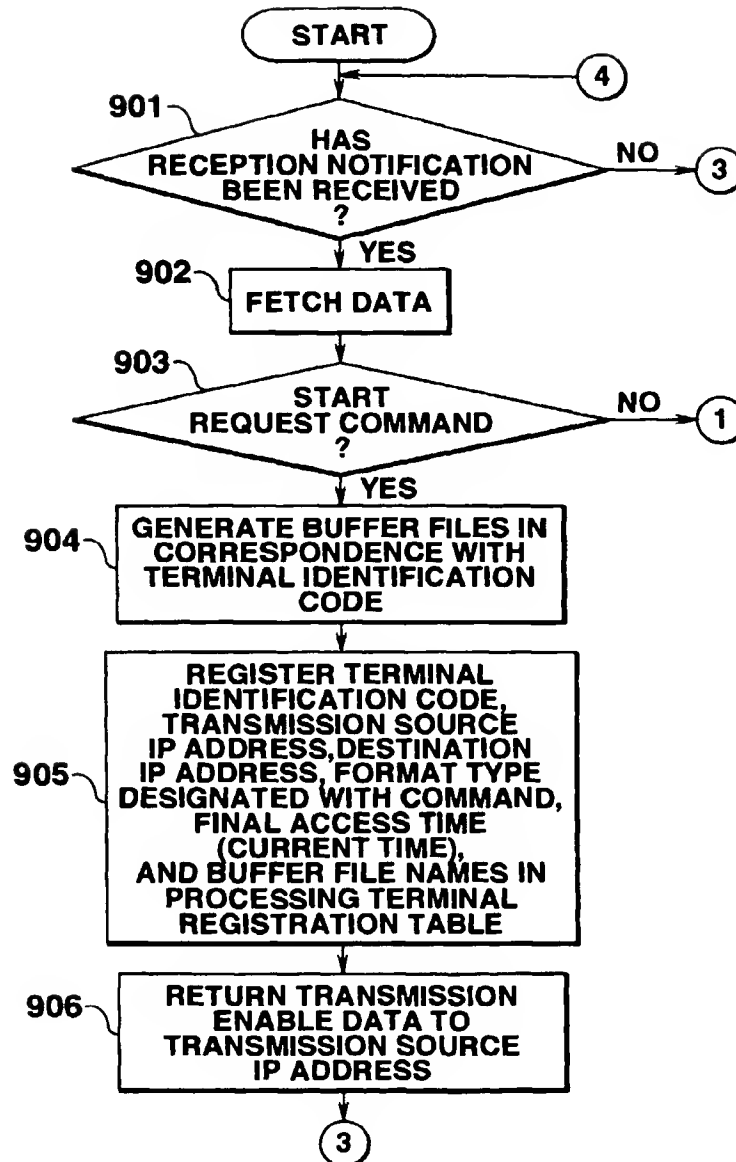 START
4
901
HAS
RECEPTION NOTIFICATION
BEEN RECEIVED
?
NO
3
YES
902
FETCH DATA
903
START
REQUEST COMMAND
?
NO
1
YES
904
GENERATE BUFFER FILES IN
CORRESPONDENCE WITH
TERMINAL IDENTIFICATION
CODE
905
REGISTER TERMINAL
IDENTIFICATION CODE,
TRANSMISSION SOURCE
IP ADDRESS,DESTINATION
IP ADDRESS, FORMAT TYPE
DESIGNATED WITH COMMAND,
FINAL ACCESS TIME
(CURRENT TIME),
AND BUFFER FILE NAMES IN
PROCESSING TERMINAL
REGISTRATION TABLE
906
RETURN TRANSMISSION
ENABLE DATA TO
TRANSMISSION SOURCE
IP ADDRESS
3